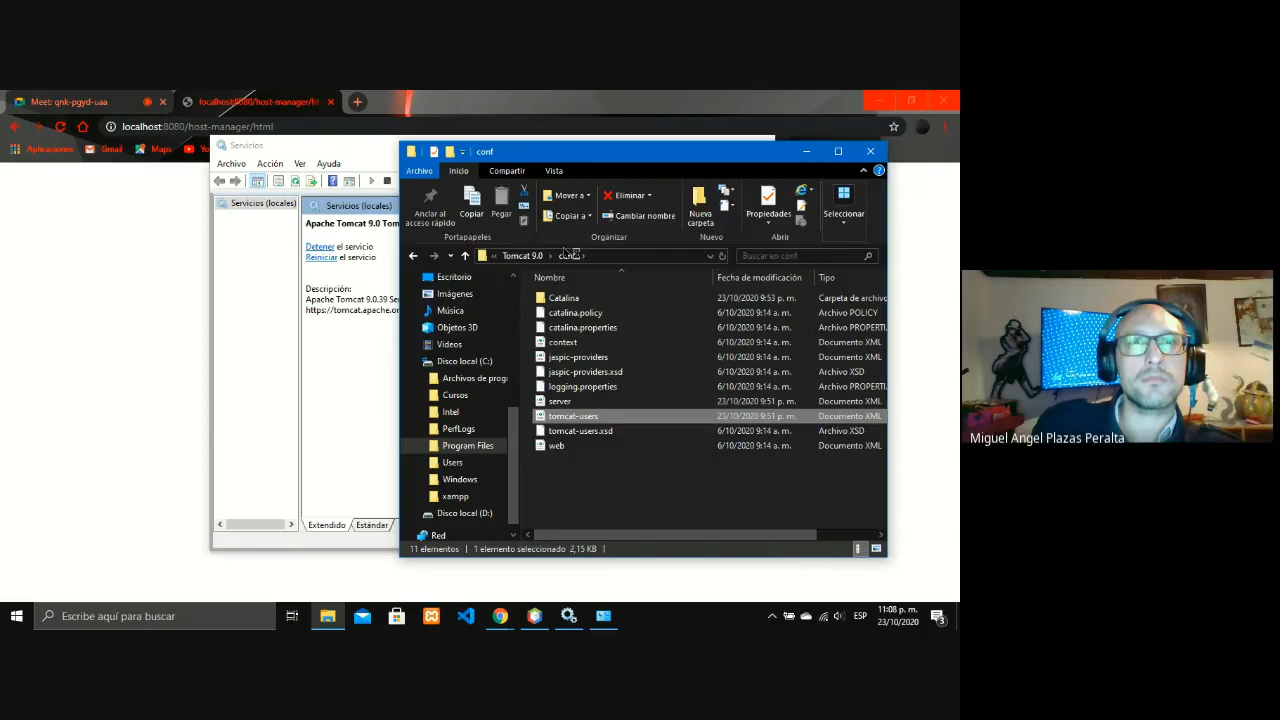 Meet: qnk-pgyd-uaa
localhost:8080/host-manager/ht
localhost:8080/host-manager/html
Aplicaciones Gmail Maps Yo
Servicios
Archivo Acción Ver Ayuda
Servicios (locales)
Servicios (locales)
Apache Tomcat 9.0 Tom
Detener el servicio
Reiniciar el servicio
Descripción:
Apache Tomcat 9.0.39 Se
https://tomcat.apache.or
Extendido Estándar
conf
Archivo Inicio Compartir Vista
Anclar al acceso rápido
Copiar
Pegar
Mover a
Copiar a
Eliminar
Cambiar nombre
Nueva carpeta
Propiedades
Seleccionar
Portapapeles Organizar Nuevo Abrir
« Tomcat 9.0 › conf ›
Buscar en conf
Escritorio
Imágenes
Música
Objetos 3D
Videos
Disco local (C:)
Archivos de prog
Cursos
Intel
PerfLogs
Program Files
Users
Windows
xampp
Disco local (D:)
Red
Nombre Fecha de modificación Tipo
Catalina 23/10/2020 9:53 p. m. Carpeta de archivo
catalina.policy 6/10/2020 9:14 a. m. Archivo POLICY
catalina.properties 6/10/2020 9:14 a. m. Archivo PROPERTI
context 6/10/2020 9:14 a. m. Documento XML
jaspic-providers 6/10/2020 9:14 a. m. Documento XML
jaspic-providers.xsd 6/10/2020 9:14 a. m. Archivo XSD
logging.properties 6/10/2020 9:14 a. m. Archivo PROPERTI
server 23/10/2020 9:51 p. m. Documento XML
tomcat-users 23/10/2020 9:51 p. m. Documento XML
tomcat-users.xsd 6/10/2020 9:14 a. m. Archivo XSD
web 6/10/2020 9:14 a. m. Documento XML
11 elementos 1 elemento seleccionado 2,15 KB
Miguel Angel Plazas Peralta
Escribe aquí para buscar
ESP
11:08 p. m.
23/10/2020
3